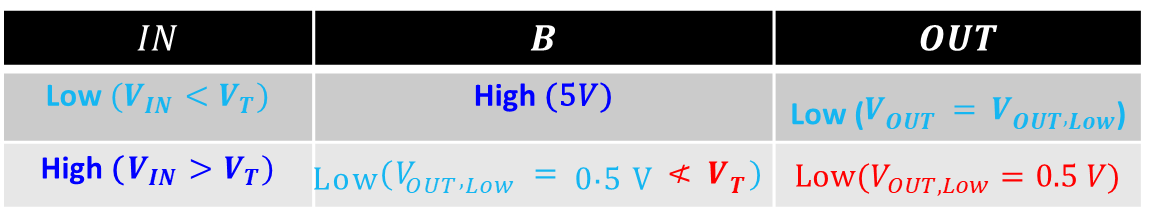 IN B OUT
Low (V_IN < V_T) High (5V) Low (V_OUT = V_OUT,Low)
High (V_IN > V_T) Low(V_OUT,Low = 0.5 V ≮ V_T) Low(V_OUT,Low = 0.5 V)